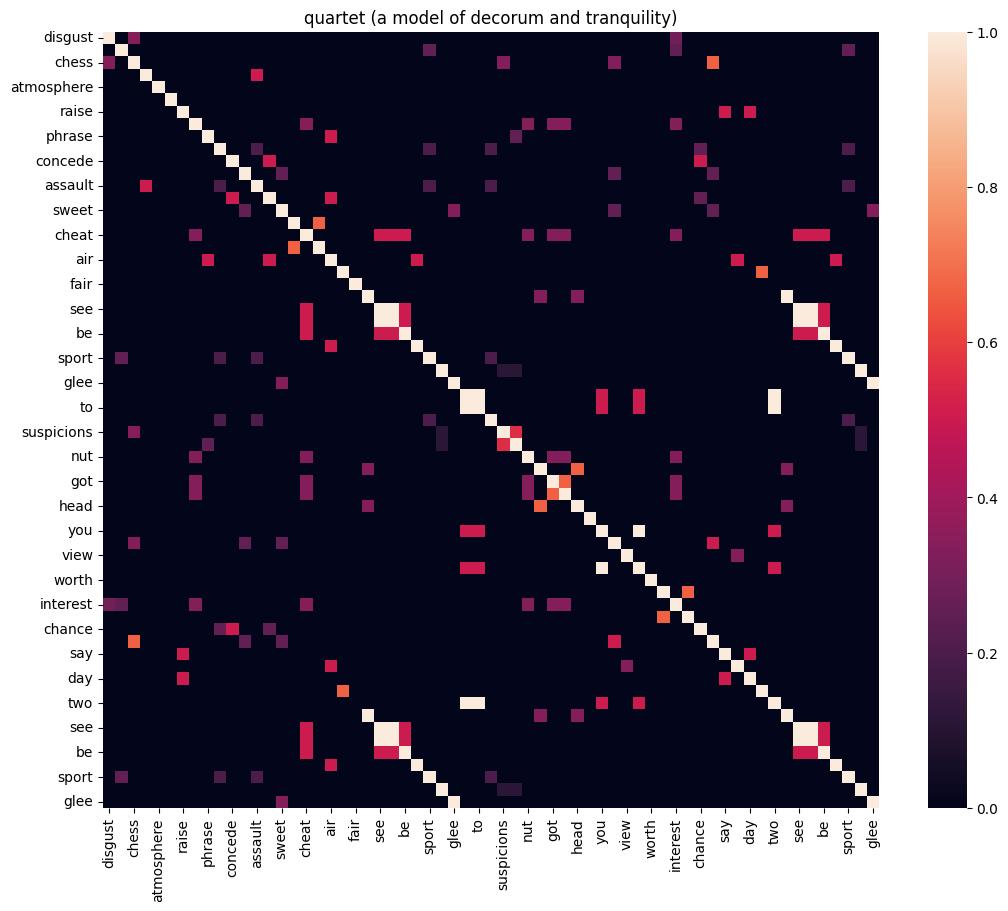 quartet (a model of decorum and tranquility)
disgust
chess
atmosphere
raise
phrase
concede
assault
sweet
cheat
air
fair
see
be
sport
glee
to
suspicions
nut
got
head
you
view
worth
interest
chance
say
day
two
see
be
sport
glee
disgust
chess
atmosphere
raise
phrase
concede
assault
sweet
cheat
air
fair
see
be
sport
glee
to
suspicions
nut
got
head
you
view
worth
interest
chance
say
day
two
see
be
sport
glee
1.0
0.8
0.6
0.4
0.2
0.0